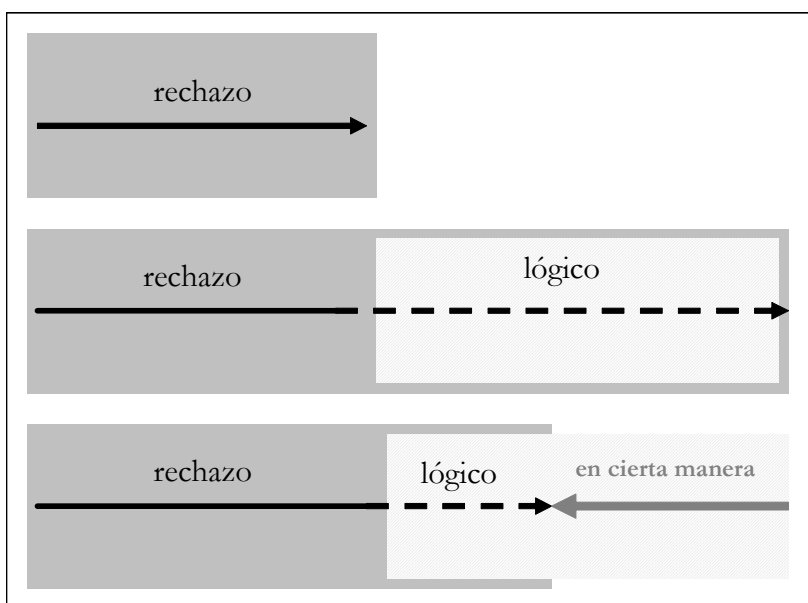 rechazo
rechazo
lógico
rechazo
lógico
en cierta manera